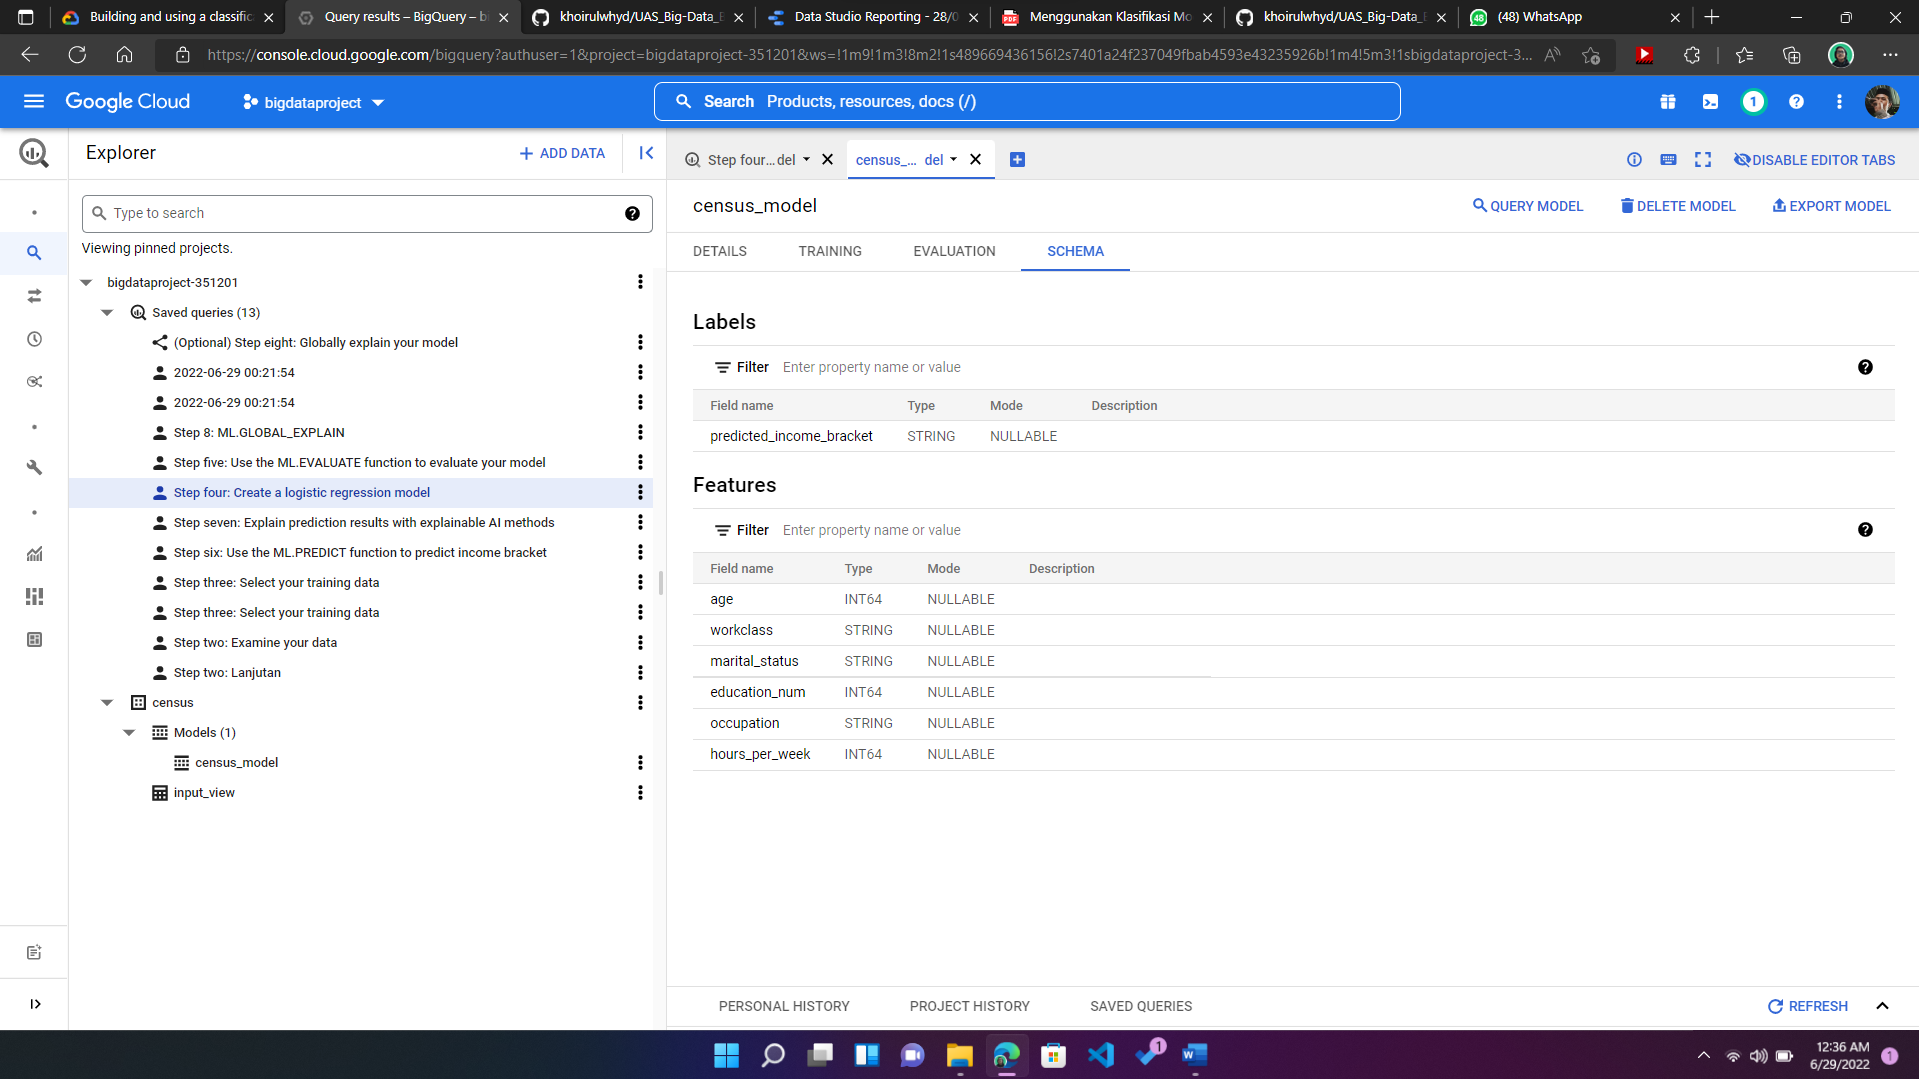 Building and using a classific
Query results – BigQuery – b
khoirulwhyd/UAS_Big-Data_
Data Studio Reporting - 28/0
Menggunakan Klasifikasi Mo
khoirulwhyd/UAS_Big-Data_
(48) WhatsApp
https://console.cloud.google.com/bigquery?authuser=1&project=bigdataproject-351201&ws=!1m9!1m3!8m2!1s489669436156!2s7401a24f237049fbab4593e43235926b!1m4!5m3!1sbigdataproject-3...
Google Cloud
bigdataproject
Search Products, resources, docs (/)
1
Explorer
ADD DATA
Step four... del
census_... del
DISABLE EDITOR TABS
Type to search
Viewing pinned projects.
bigdataproject-351201
Saved queries (13)
(Optional) Step eight: Globally explain your model
2022-06-29 00:21:54
2022-06-29 00:21:54
Step 8: ML.GLOBAL_EXPLAIN
Step five: Use the ML.EVALUATE function to evaluate your model
Step four: Create a logistic regression model
Step seven: Explain prediction results with explainable AI methods
Step six: Use the ML.PREDICT function to predict income bracket
Step three: Select your training data
Step three: Select your training data
Step two: Examine your data
Step two: Lanjutan
census
Models (1)
census_model
input_view
census_model
QUERY MODEL
DELETE MODEL
EXPORT MODEL
DETAILS
TRAINING
EVALUATION
SCHEMA
Labels
Filter Enter property name or value
Field name Type Mode Description
predicted_income_bracket STRING NULLABLE
Features
Filter Enter property name or value
Field name Type Mode Description
age INT64 NULLABLE
workclass STRING NULLABLE
marital_status STRING NULLABLE
education_num INT64 NULLABLE
occupation STRING NULLABLE
hours_per_week INT64 NULLABLE
PERSONAL HISTORY
PROJECT HISTORY
SAVED QUERIES
REFRESH
1
12:36 AM
6/29/2022
1